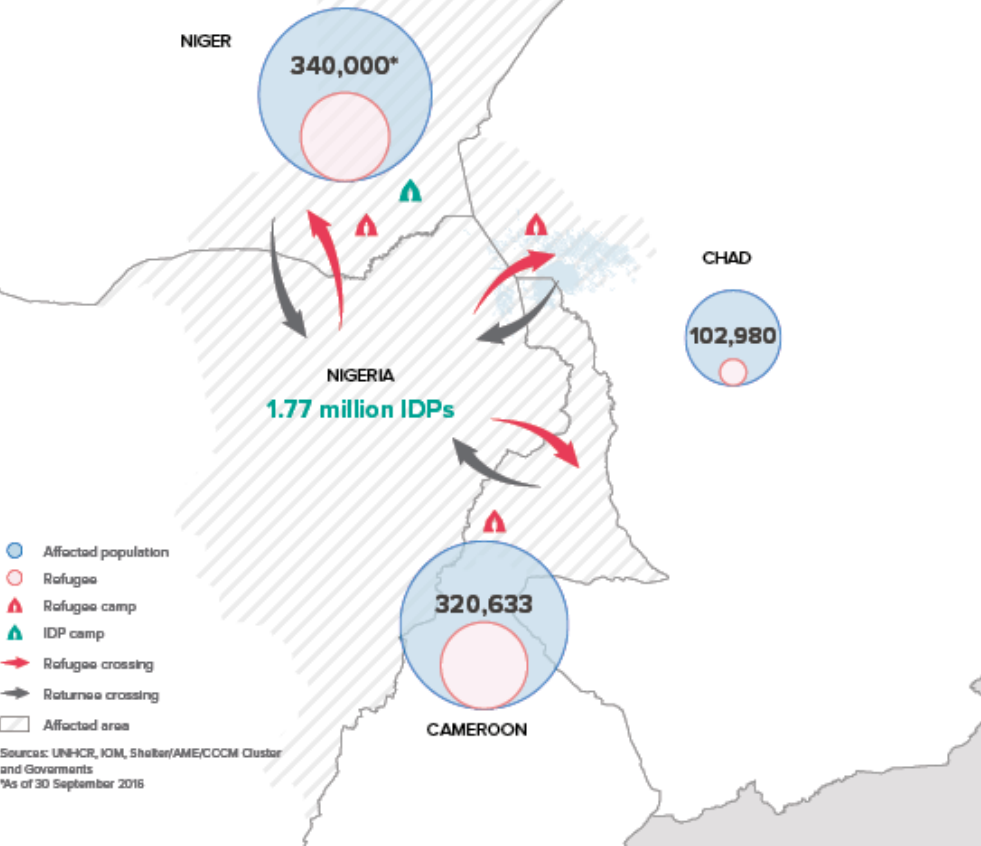 NIGER
340,000*
CHAD
102,980
NIGERIA
1.77 million IDPs
320,633
CAMEROON
Affected population
Refugee
Refugee camp
IDP camp
Refugee crossing
Returnee crossing
Affected area
Sources: UNHCR, IOM, Shelter/AME/CCCM Cluster
and Goverments
*As of 30 September 2016